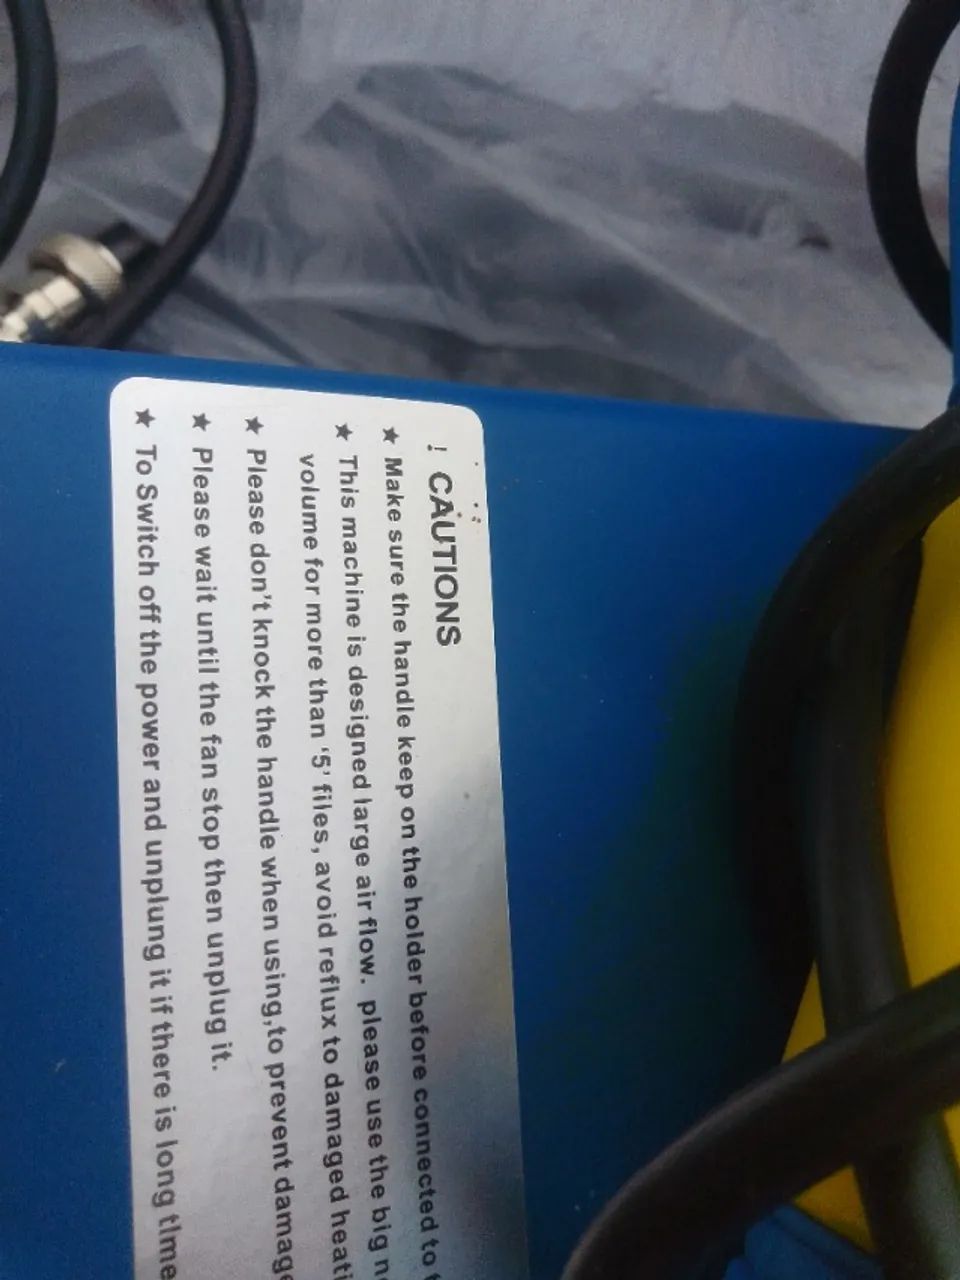 ! CAUTIONS
★ Make sure the handle keep on the holder before connected to
★ This machine is designed large air flow. please use the big
volume for more than '5' files, avoid reflux to damaged
★ Please don't knock the handle when using,to prevent
★ Please wait until the fan stop then unplug it.
★ To Switch off the power and unplung it if there is long tIme